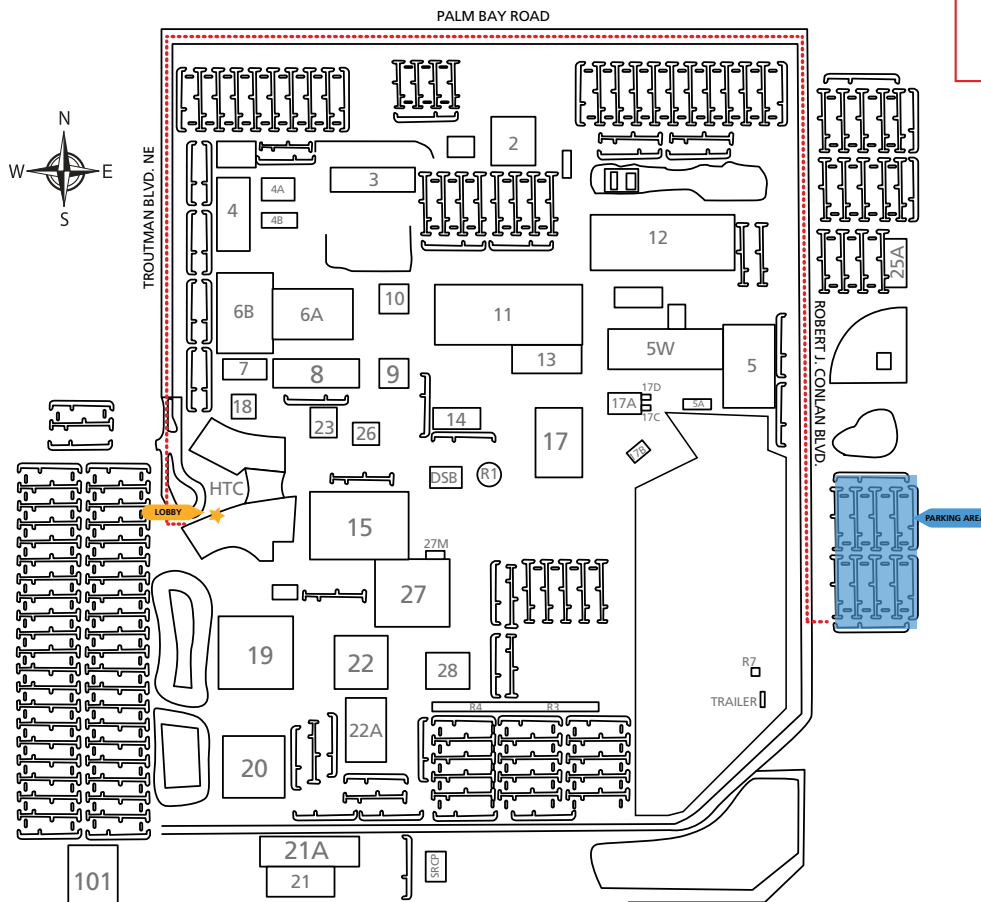 PALM BAY ROAD
N
W
E
S
TROUTMAN BLVD. NE
2
3
4
4A
4B
12
25A
6B
6A
10
11
13
5W
5
ROBERT J. CONLAN BLVD.
7
8
9
17D
17A
17C
5A
18
23
26
14
17
17B
HTC
DSB
R1
LOBBY
15
PARKING AREA
27M
27
19
22
28
R7
TRAILER
R4
R3
22A
20
21A
21
SRCP
101